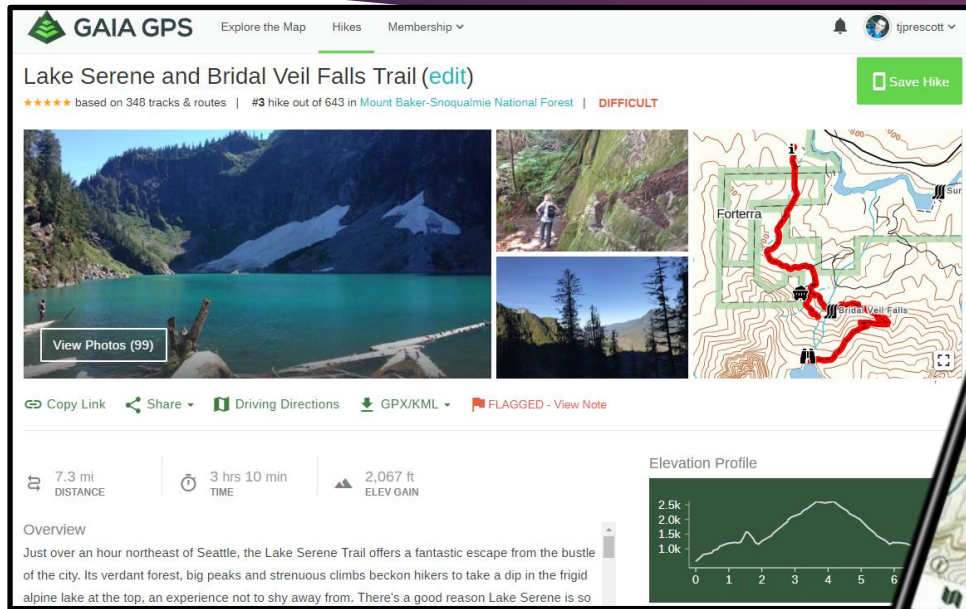 GAIA GPS
Explore the Map Hikes Membership
tjprescott
Lake Serene and Bridal Veil Falls Trail (edit)
Save Hike
★★★★★ based on 348 tracks & routes | #3 hike out of 643 in Mount Baker-Snoqualmie National Forest | DIFFICULT
View Photos (99)
i
Sur
Forterra
Bridal Veil Falls
Copy Link Share Driving Directions GPX/KML FLAGGED - View Note
7.3 mi
DISTANCE
3 hrs 10 min
TIME
2,067 ft
ELEV GAIN
Overview
Just over an hour northeast of Seattle, the Lake Serene Trail offers a fantastic escape from the bustle
of the city. Its verdant forest, big peaks and strenuous climbs beckon hikers to take a dip in the frigid
alpine lake at the top, an experience not to shy away from. There's a good reason Lake Serene is so
Elevation Profile
2.5k
2.0k
1.5k
1.0k
0 1 2 3 4 5 6